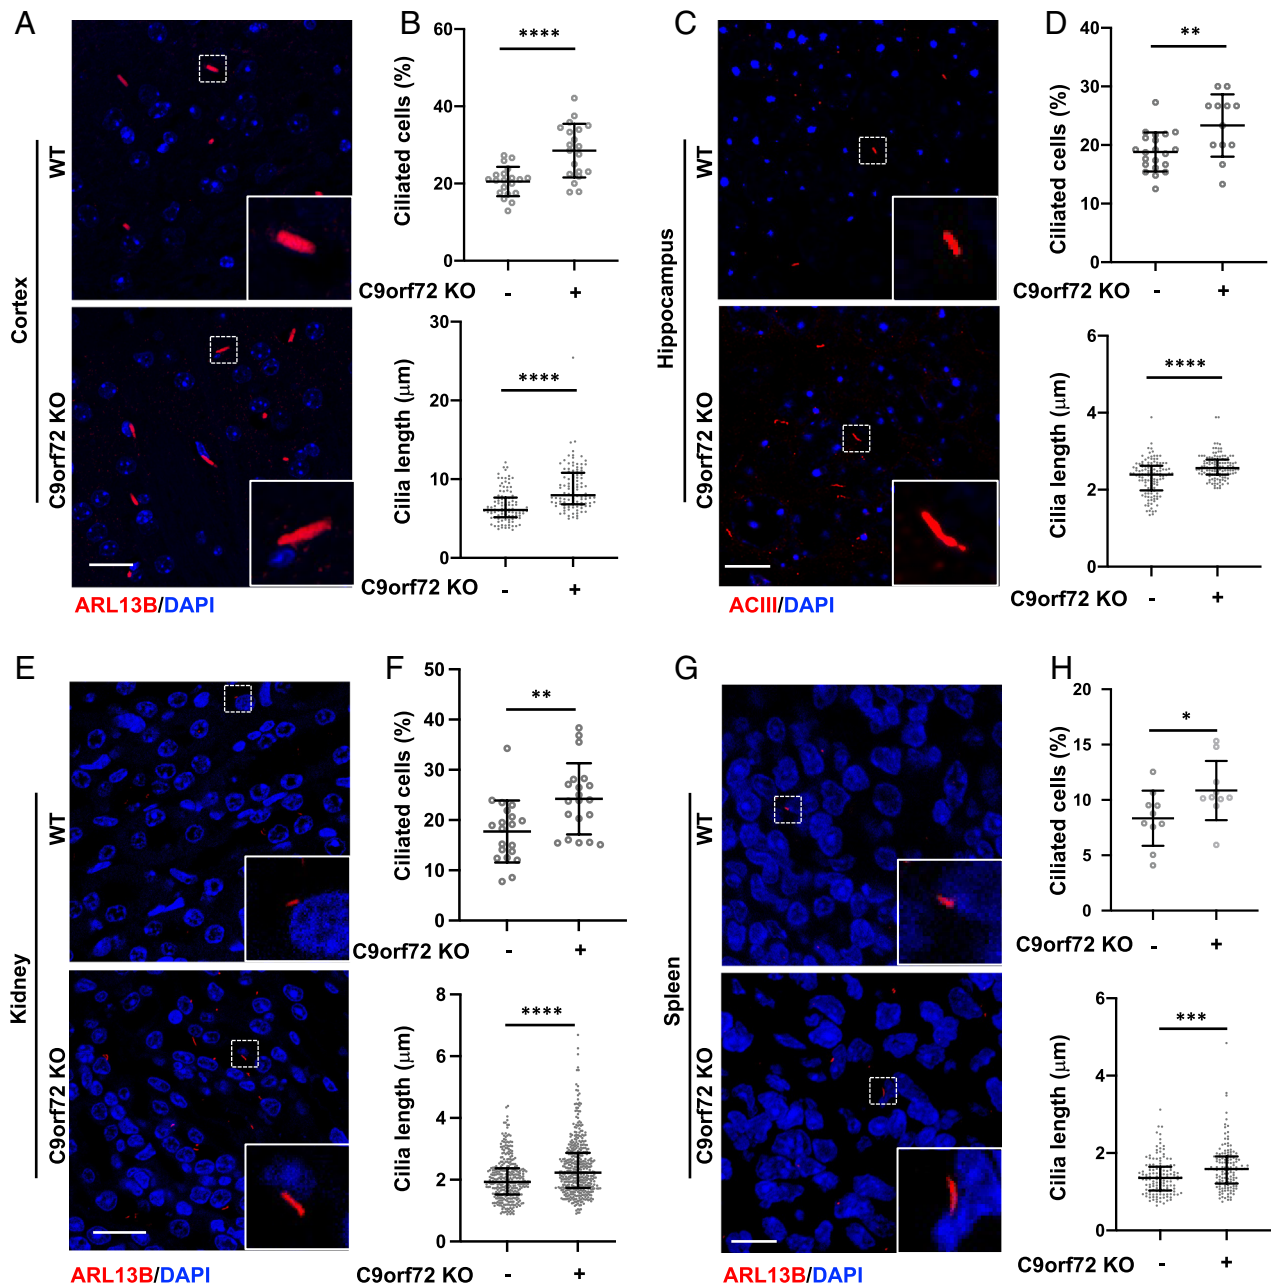 A
WT
C9orf72 KO
Cortex
ARL13B/DAPI
B
Ciliated cells (%)
60
40
20
0
****
C9orf72 KO - +
Cilia length (μm)
30
20
10
0
****
C9orf72 KO - +
C
WT
C9orf72 KO
Hippocampus
ACIII/DAPI
D
Ciliated cells (%)
40
30
20
10
0
**
C9orf72 KO - +
Cilia length (μm)
6
4
2
0
****
C9orf72 KO - +
E
WT
C9orf72 KO
Kidney
ARL13B/DAPI
F
Ciliated cells (%)
50
40
30
20
10
0
**
C9orf72 KO - +
Cilia length (μm)
8
6
4
2
0
****
C9orf72 KO - +
G
WT
C9orf72 KO
Spleen
ARL13B/DAPI
H
Ciliated cells (%)
20
15
10
5
0
*
C9orf72 KO - +
Cilia length (μm)
6
4
2
0
***
C9orf72 KO - +